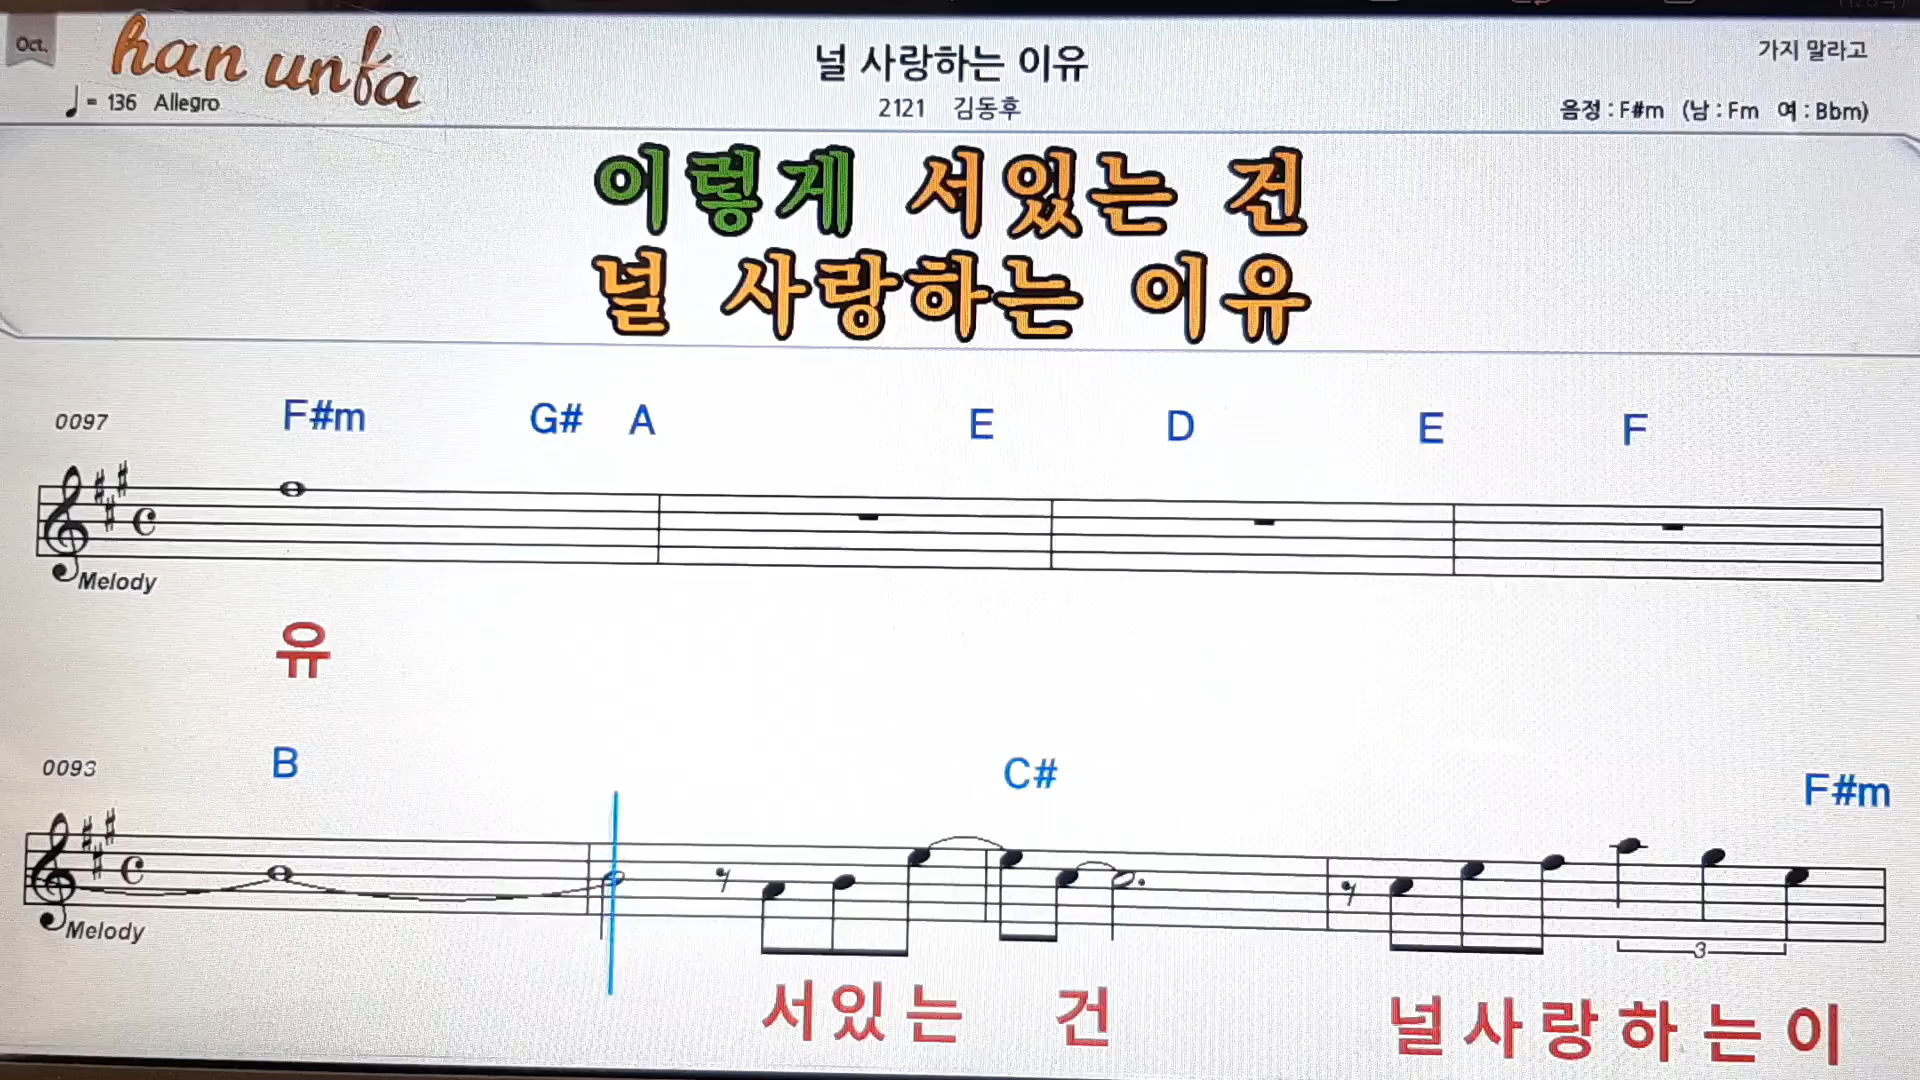 Oct.
han unfa
널 사랑하는 이유
가지 말라고
♩= 136 Allegro
2121 김동후
음정 : F#m (남 : Fm 여 : Bbm)
이렇게 서있는 건
널 사랑하는 이유
0097 F#m G# A E D E F
Melody
유
0093 B C# F#m
3
Melody
서있는 건 널사랑하는이